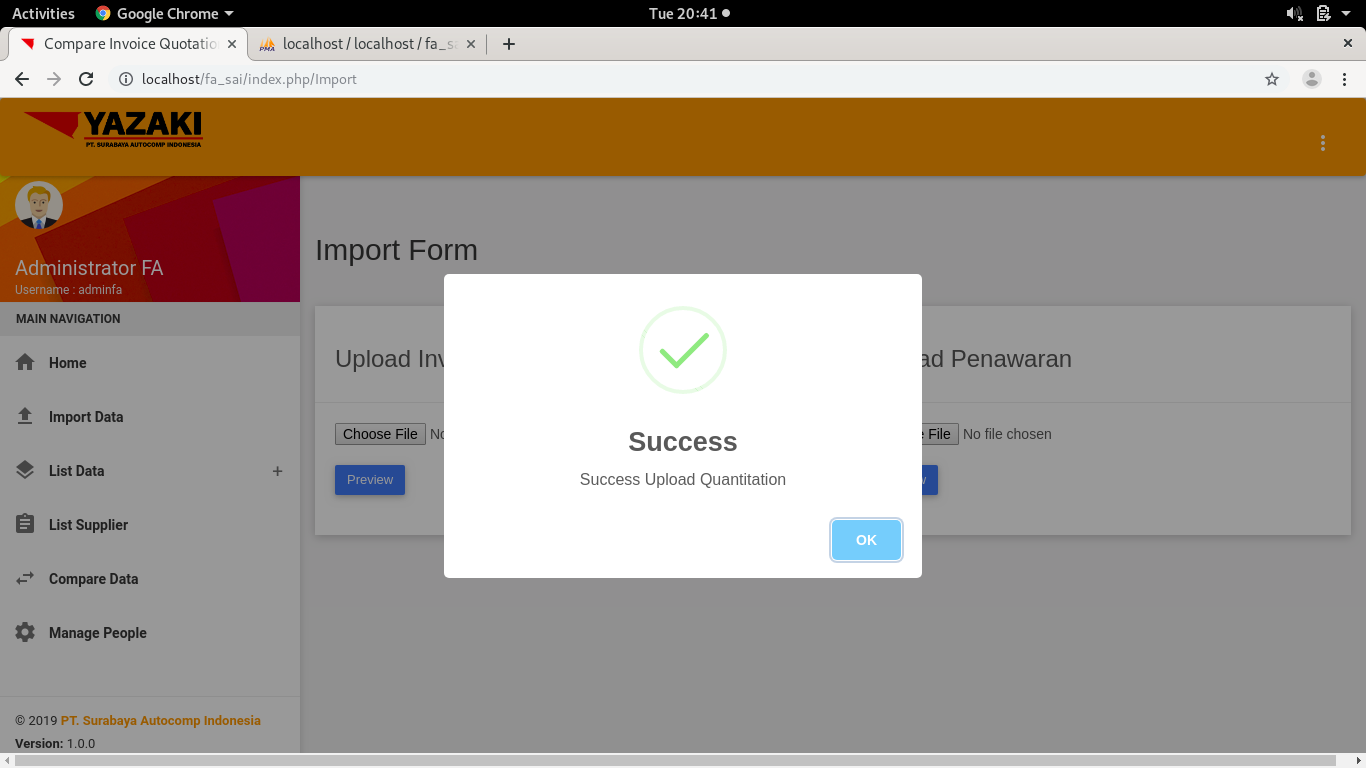 Activities Google Chrome Tue 20:41
Compare Invoice Quotatio localhost / localhost / fa_s
localhost/fa_sai/index.php/Import
YAZAKI
PT. SURABAYA AUTOCOMP INDONESIA
Administrator FA
Username : adminfa
MAIN NAVIGATION
Home
Import Data
List Data
List Supplier
Compare Data
Manage People
© 2019 PT. Surabaya Autocomp Indonesia
Version: 1.0.0
Import Form
Upload Inv
ad Penawaran
Choose File No
e File No file chosen
Preview
w
Success
Success Upload Quantitation
OK